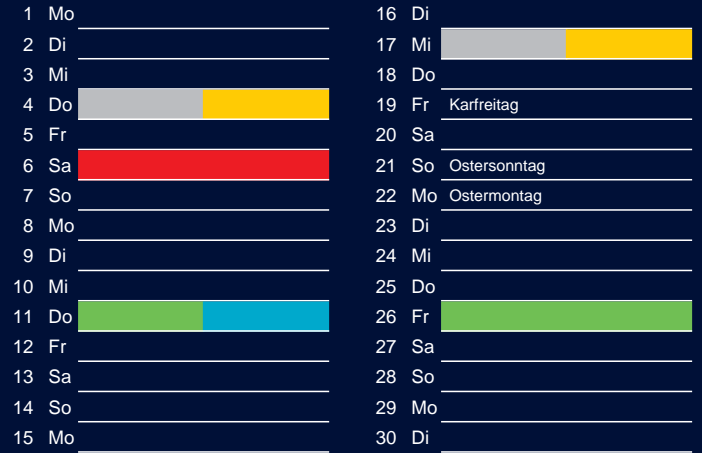 1 Mo
2 Di
3 Mi
4 Do
5 Fr
6 Sa
7 So
8 Mo
9 Di
10 Mi
11 Do
12 Fr
13 Sa
14 So
15 Mo
16 Di
17 Mi
18 Do
19 Fr Karfreitag
20 Sa
21 So Ostersonntag
22 Mo Ostermontag
23 Di
24 Mi
25 Do
26 Fr
27 Sa
28 So
29 Mo
30 Di